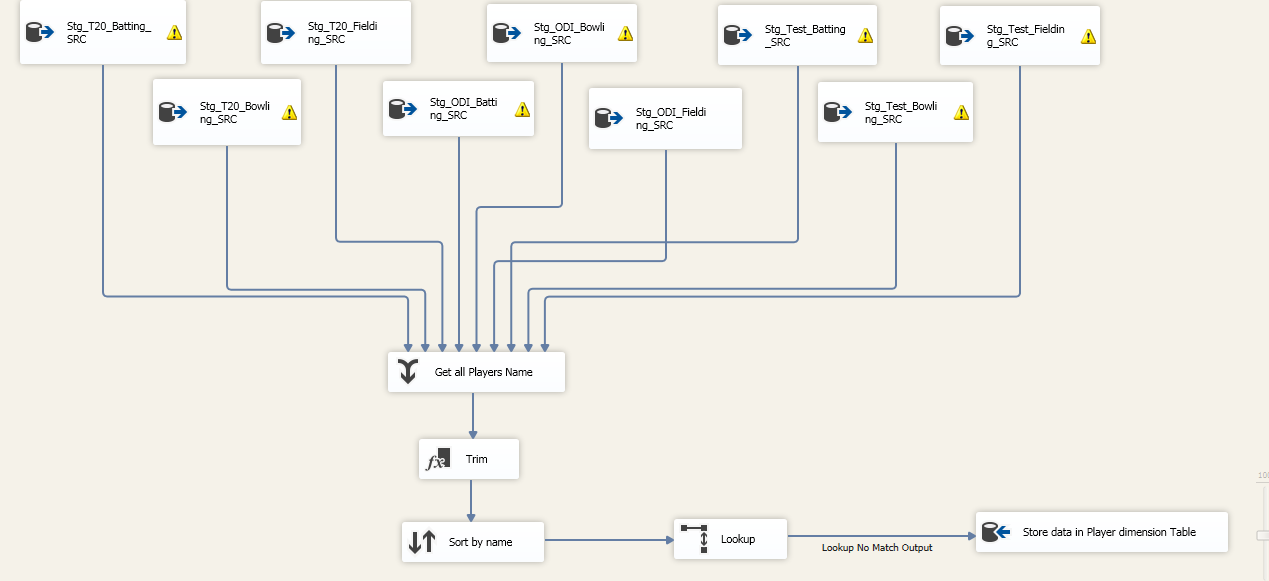 Stg_T20_Batting_
SRC
Stg_T20_Fieldi
ng_SRC
Stg_ODI_Bowli
ng_SRC
Stg_Test_Batting
_SRC
Stg_Test_Fieldin
g_SRC
Stg_T20_Bowli
ng_SRC
Stg_ODI_Batti
ng_SRC
Stg_ODI_Fieldi
ng_SRC
Stg_Test_Bowli
ng_SRC
Get all Players Name
Trim
Sort by name
Lookup
Lookup No Match Output
Store data in Player dimension Table